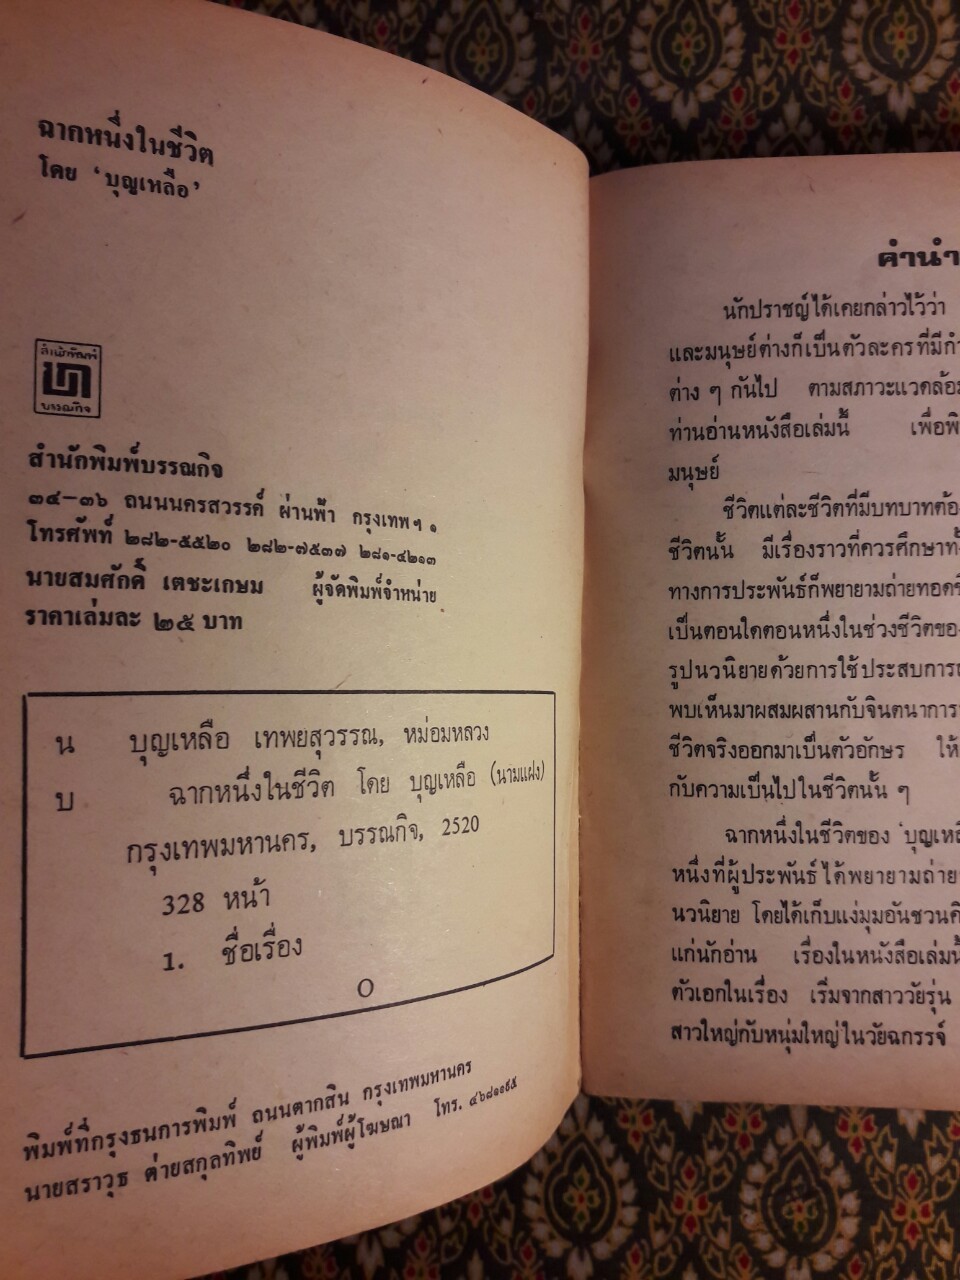 ฉากหนึ่งในชีวิต
โดย ‘บุญเหลือ’
สำนักพิมพ์
บรรณกิจ
สำนักพิมพ์บรรณกิจ
๓๔–๓๖ ถนนนครสวรรค์ ผ่านฟ้า กรุงเทพฯ ๑
โทรศัพท์ ๒๘๒-๕๕๒๐ ๒๘๒-๗๕๓๗ ๒๘๑-๔๒๑๓
นายสมศักดิ์ เตชะเกษม ผู้จัดพิมพ์จำหน่าย
ราคาเล่มละ ๒๕ บาท
น บุญเหลือ เทพยสุวรรณ, หม่อมหลวง
บ ฉากหนึ่งในชีวิต โดย บุญเหลือ (นามแฝง)
กรุงเทพมหานคร, บรรณกิจ, 2520
328 หน้า
1. ชื่อเรื่อง
O
พิมพ์ที่กรุงธนการพิมพ์ ถนนตากสิน กรุงเทพมหานคร
นายสราวุธ ต่ายสกุลทิพย์ ผู้พิมพ์ผู้โฆษณา โทร.
คำนำ
นักปราชญ์ได้เคยกล่าวไว้ว่า
และมนุษย์ต่างก็เป็นตัวละครที่มีกำ
ต่าง ๆ กันไป ตามสภาวะแวดล้อม
ท่านอ่านหนังสือเล่มนี้ เพื่อพิ
มนุษย์
ชีวิตแต่ละชีวิตที่มีบทบาทต้อ
ชีวิตนั้น มีเรื่องราวที่ควรศึกษาทั้
ทางการประพันธ์ก็พยายามถ่ายทอดชี
เป็นตอนใดตอนหนึ่งในช่วงชีวิตของ
รูปนวนิยายด้วยการใช้ประสบการณ์
พบเห็นมาผสมผสานกับจินตนาการ
ชีวิตจริงออกมาเป็นตัวอักษร ให้
กับความเป็นไปในชีวิตนั้น ๆ
ฉากหนึ่งในชีวิตของ ‘บุญเหลื
หนึ่งที่ผู้ประพันธ์ได้พยายามถ่าย
นวนิยาย โดยได้เก็บแง่มุมอันชวนคิ
แก่นักอ่าน เรื่องในหนังสือเล่มนี้
ตัวเอกในเรื่อง เริ่มจากสาววัยรุ่น
สาวใหญ่กับหนุ่มใหญ่ในวัยฉกรรจ์